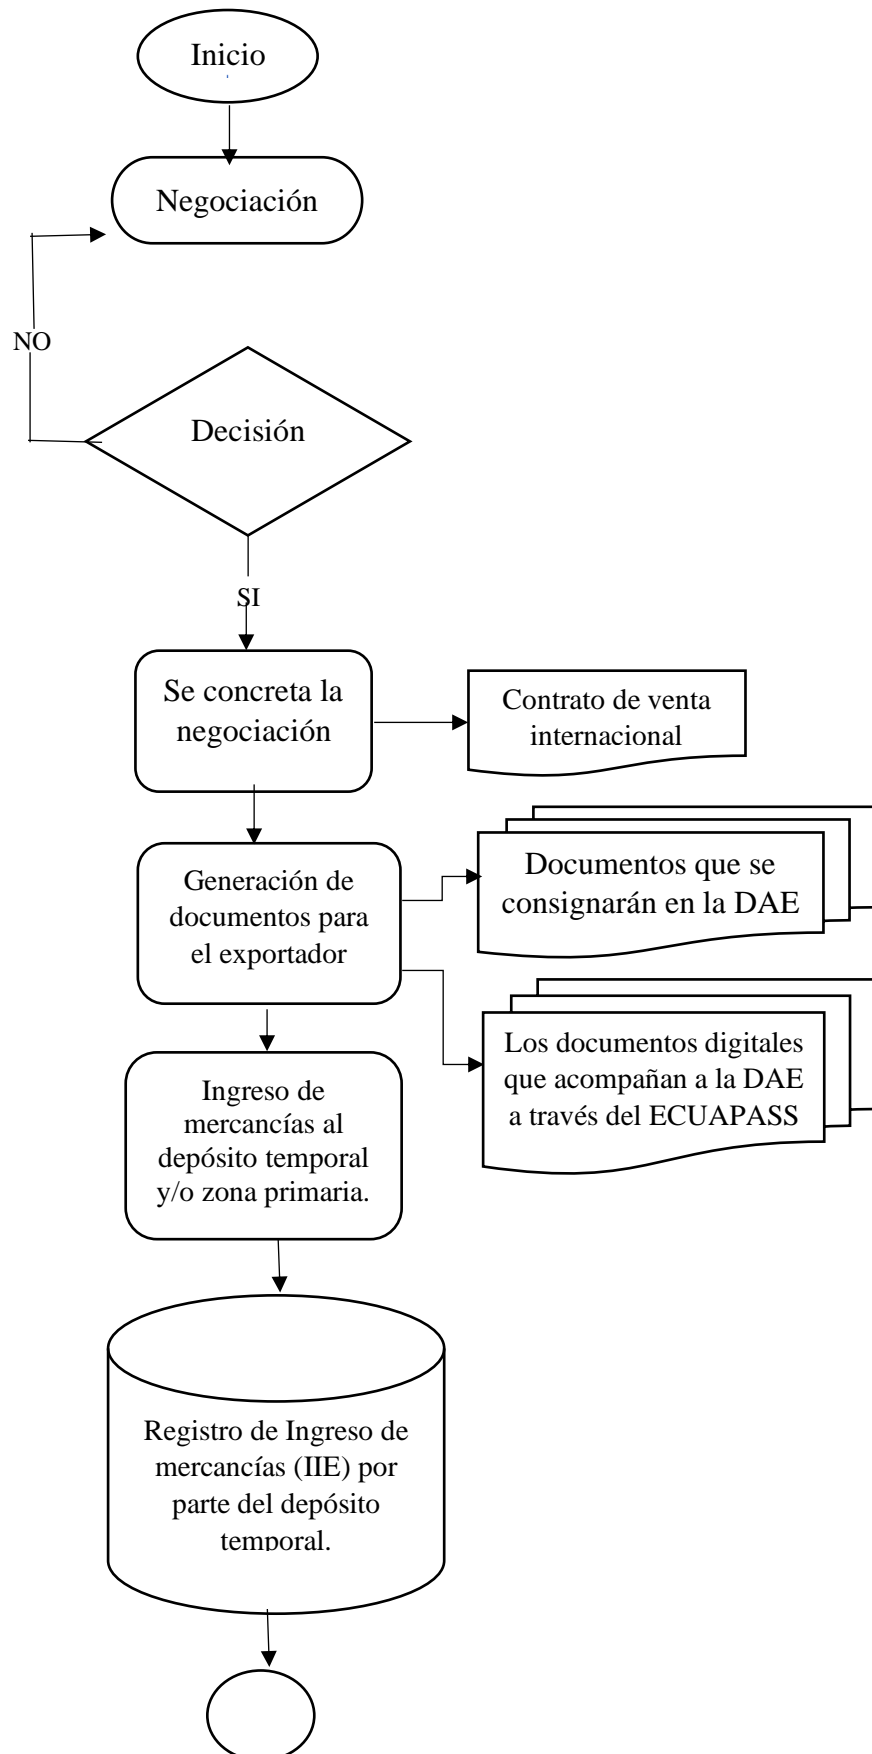 Inicio
Negociación
NO
Decisión
SI
Se concreta la
negociación
Contrato de venta
internacional
Generación de
documentos para
el exportador
Documentos que se
consignarán en la DAE
Los documentos digitales
que acompañan a la DAE
a través del ECUAPASS
Ingreso de
mercancías al
depósito temporal
y/o zona primaria.
Registro de Ingreso de
mercancías (IIE) por
parte del depósito
temporal.